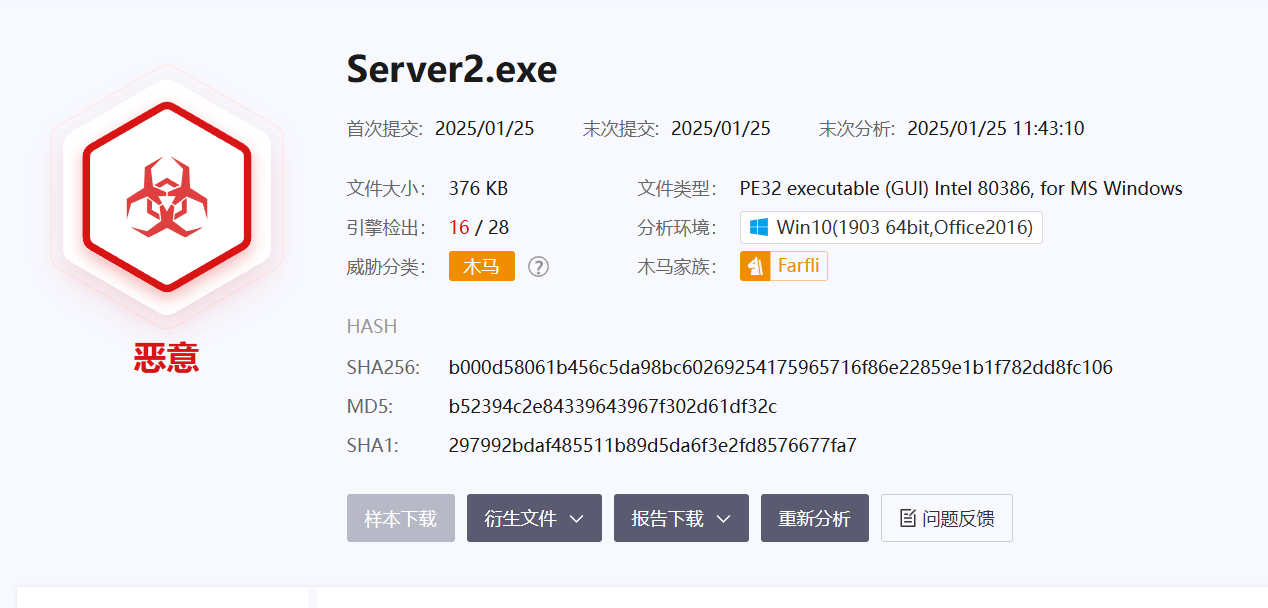 Server2.exe
首次提交: 2025/01/25 末次提交: 2025/01/25 末次分析: 2025/01/25 11:43:10
文件大小: 376 KB 文件类型: PE32 executable (GUI) Intel 80386, for MS Windows
引擎检出: 16 / 28 分析环境: Win10(1903 64bit,Office2016)
威胁分类: 木马 ? 木马家族: Farfli
HASH
恶意
SHA256: b000d58061b456c5da98bc60269254175965716f86e22859e1b1f782dd8fc106
MD5: b52394c2e84339643967f302d61df32c
SHA1: 297992bdaf485511b89d5da6f3e2fd8576677fa7
样本下载 衍生文件 报告下载 重新分析 问题反馈